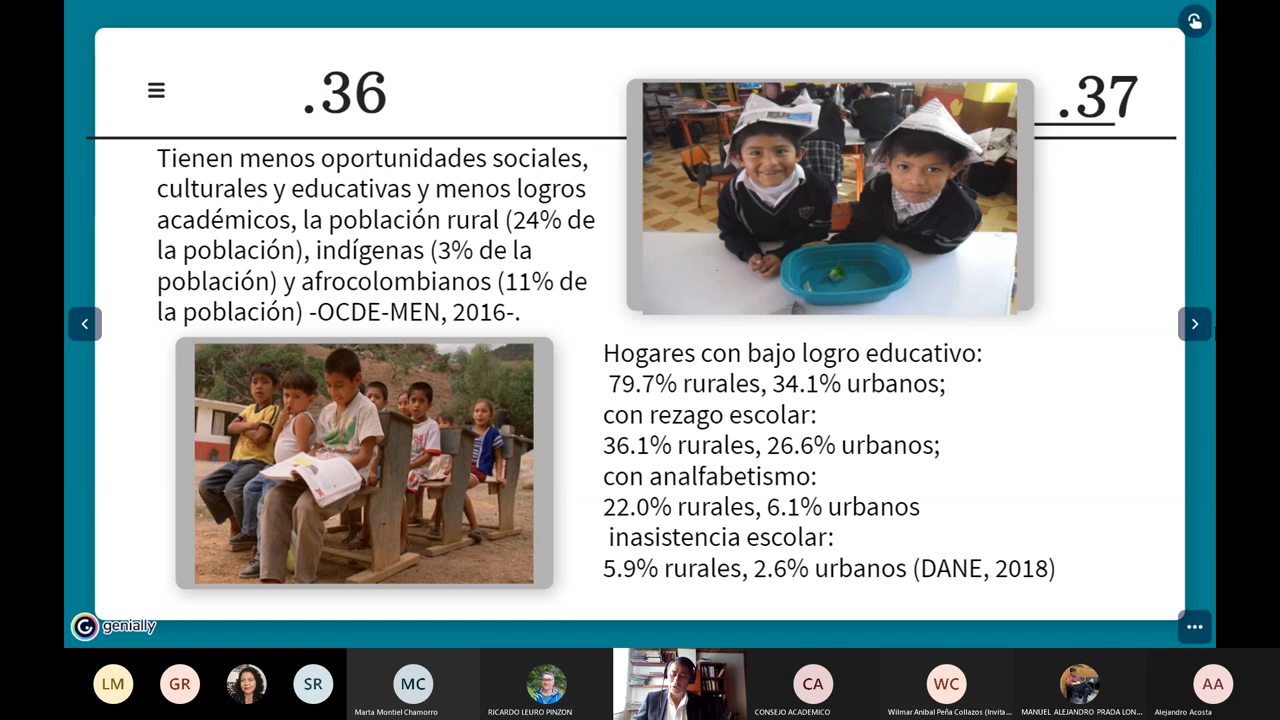 .36
.37
Tienen menos oportunidades sociales,
culturales y educativas y menos logros
académicos, la población rural (24% de
la población), indígenas (3% de la
población) y afrocolombianos (11% de
la población) -OCDE-MEN, 2016-.
Hogares con bajo logro educativo:
79.7% rurales, 34.1% urbanos;
con rezago escolar:
36.1% rurales, 26.6% urbanos;
con analfabetismo:
22.0% rurales, 6.1% urbanos
inasistencia escolar:
5.9% rurales, 2.6% urbanos (DANE, 2018)
genially
LM
GR
SR
MC
CA
WC
AA
Marta Montiel Chamorro
RICARDO LEURO PINZON
CONSEJO ACADEMICO
Wilmar Anibal Peña Collazos (Invita...
MANUEL ALEJANDRO PRADA LON...
Alejandro Acosta